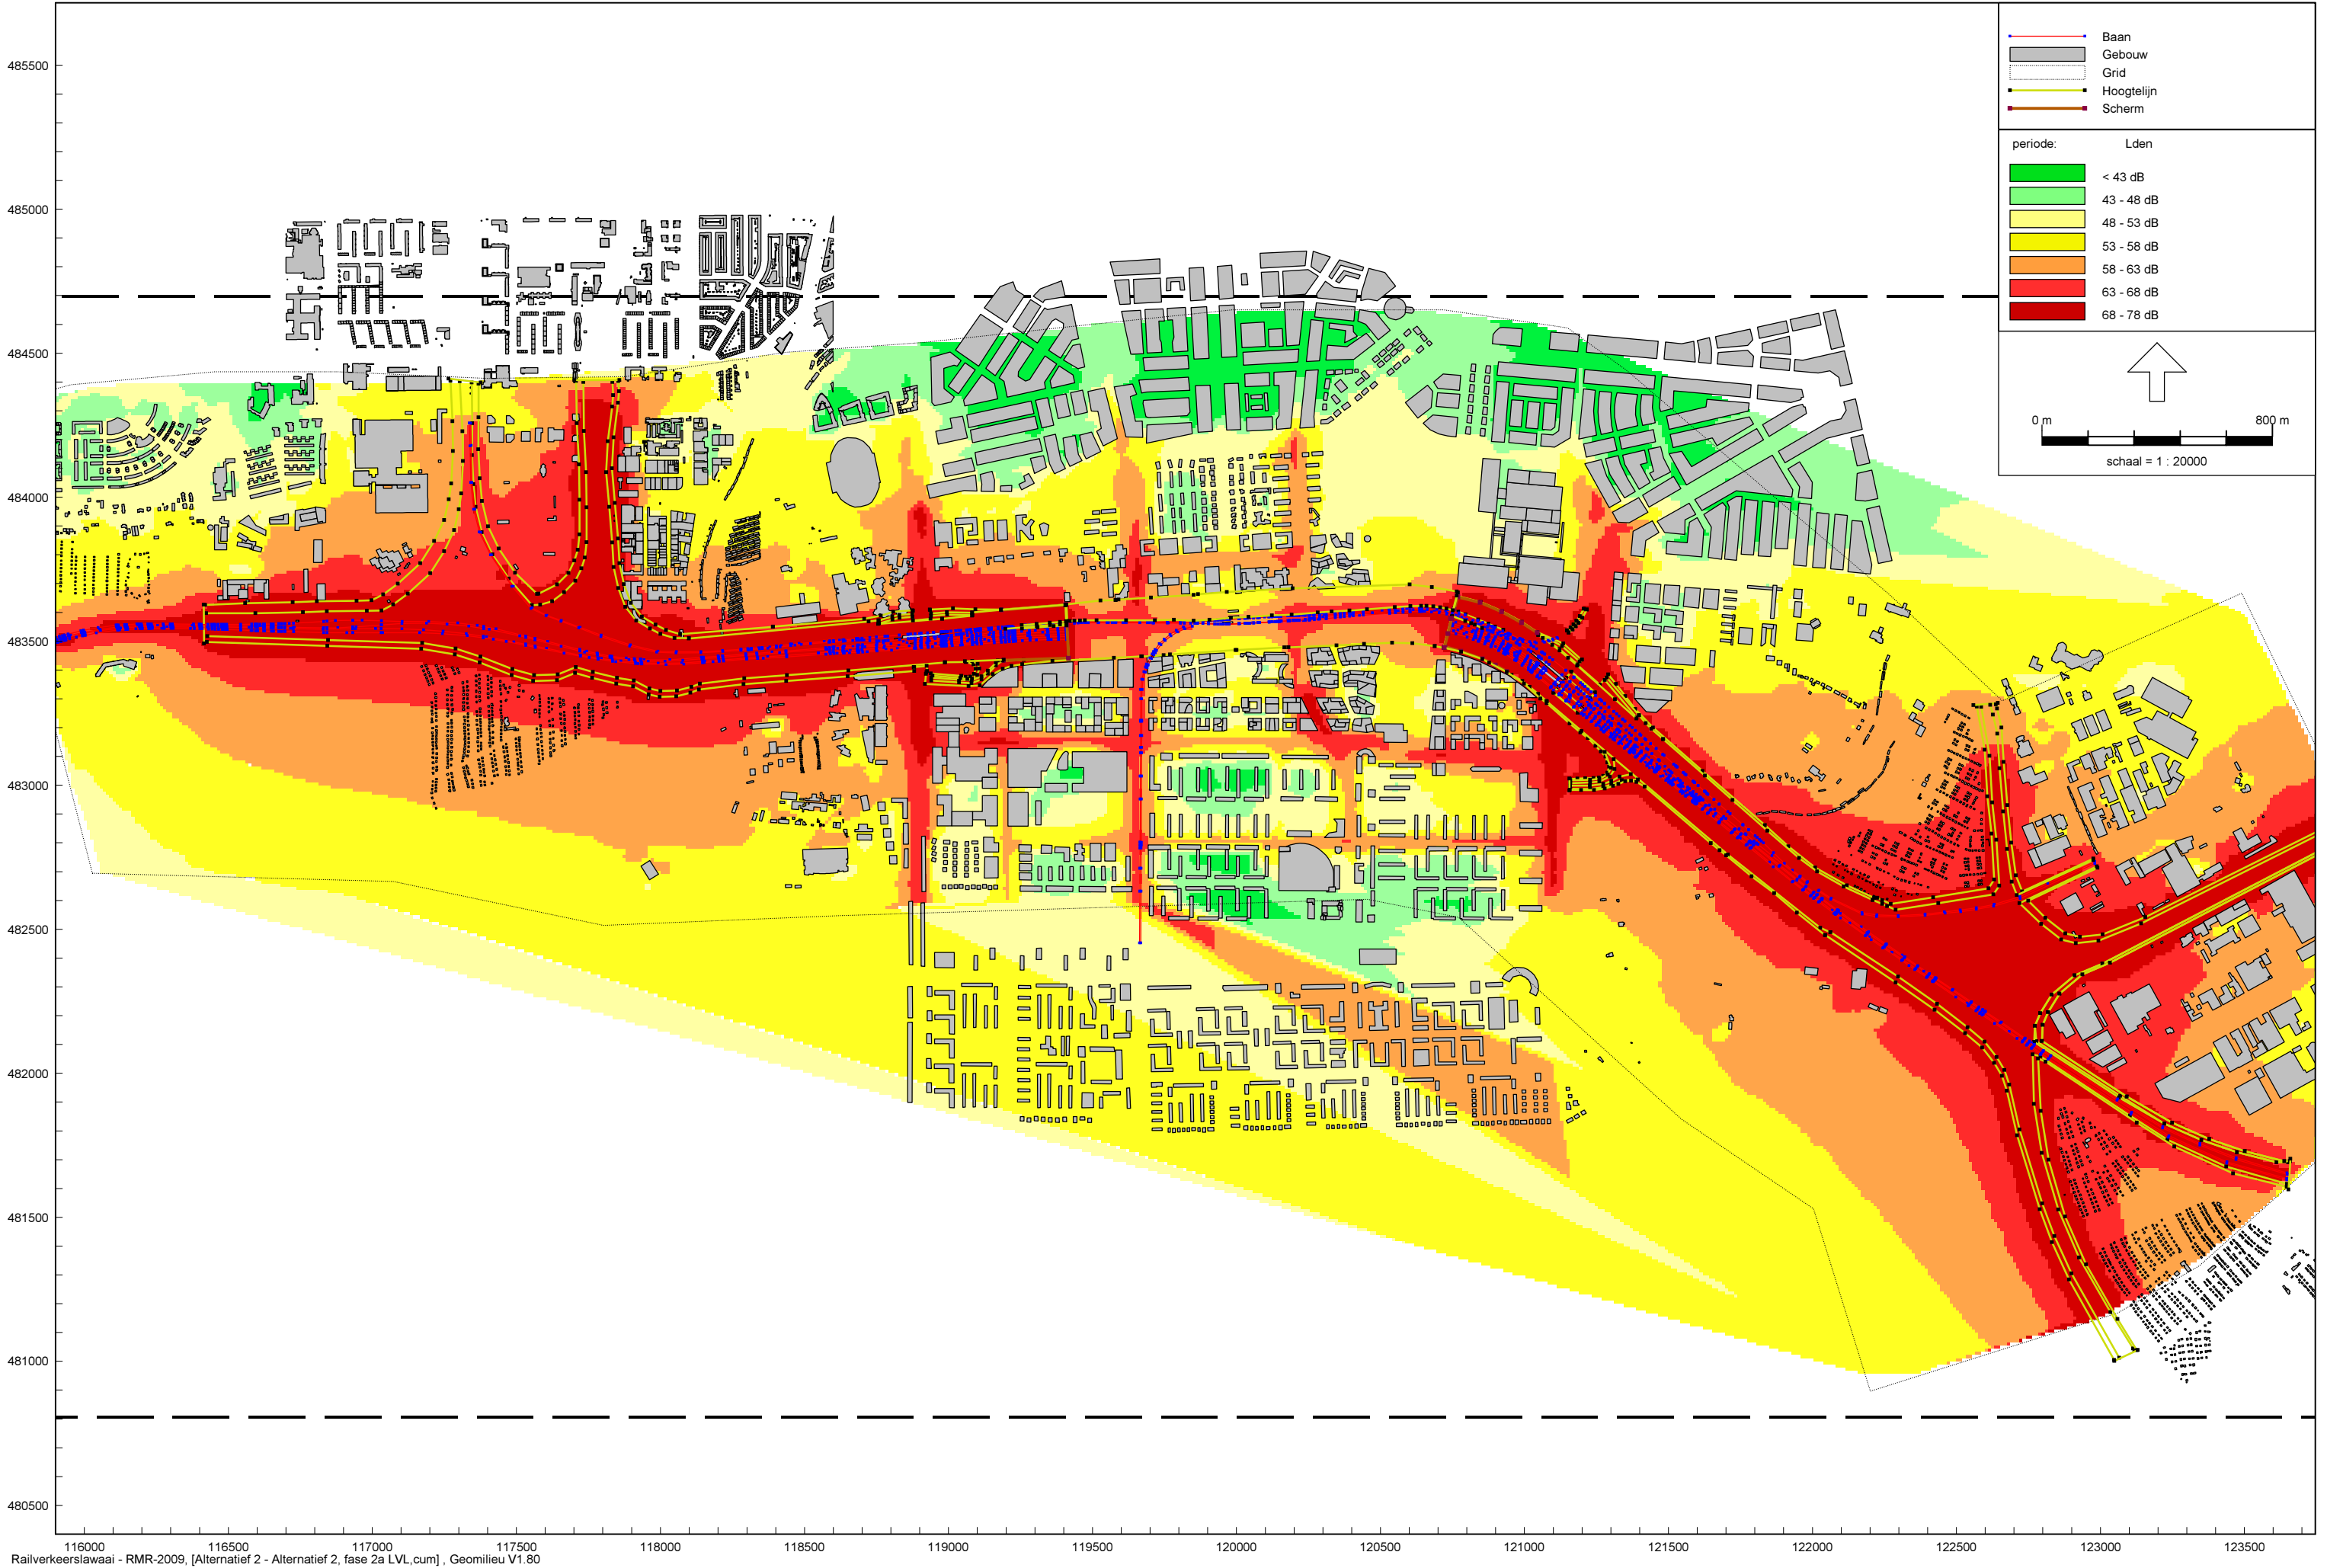 Baan
Gebouw
Grid
Hoogtelijn
Scherm
periode: Lden
< 43 dB
43 - 48 dB
48 - 53 dB
53 - 58 dB
58 - 63 dB
63 - 68 dB
68 - 78 dB
0 m 800 m
schaal = 1 : 20000
485500
485000
484500
484000
483500
483000
482500
482000
481500
481000
480500
116000 116500 117000 117500 118000 118500 119000 119500 120000 120500 121000 121500 122000 122500 123000 123500
Railverkeerslawaai - RMR-2009, [Alternatief 2 - Alternatief 2, fase 2a LVL,cum] , Geomilieu V1.80